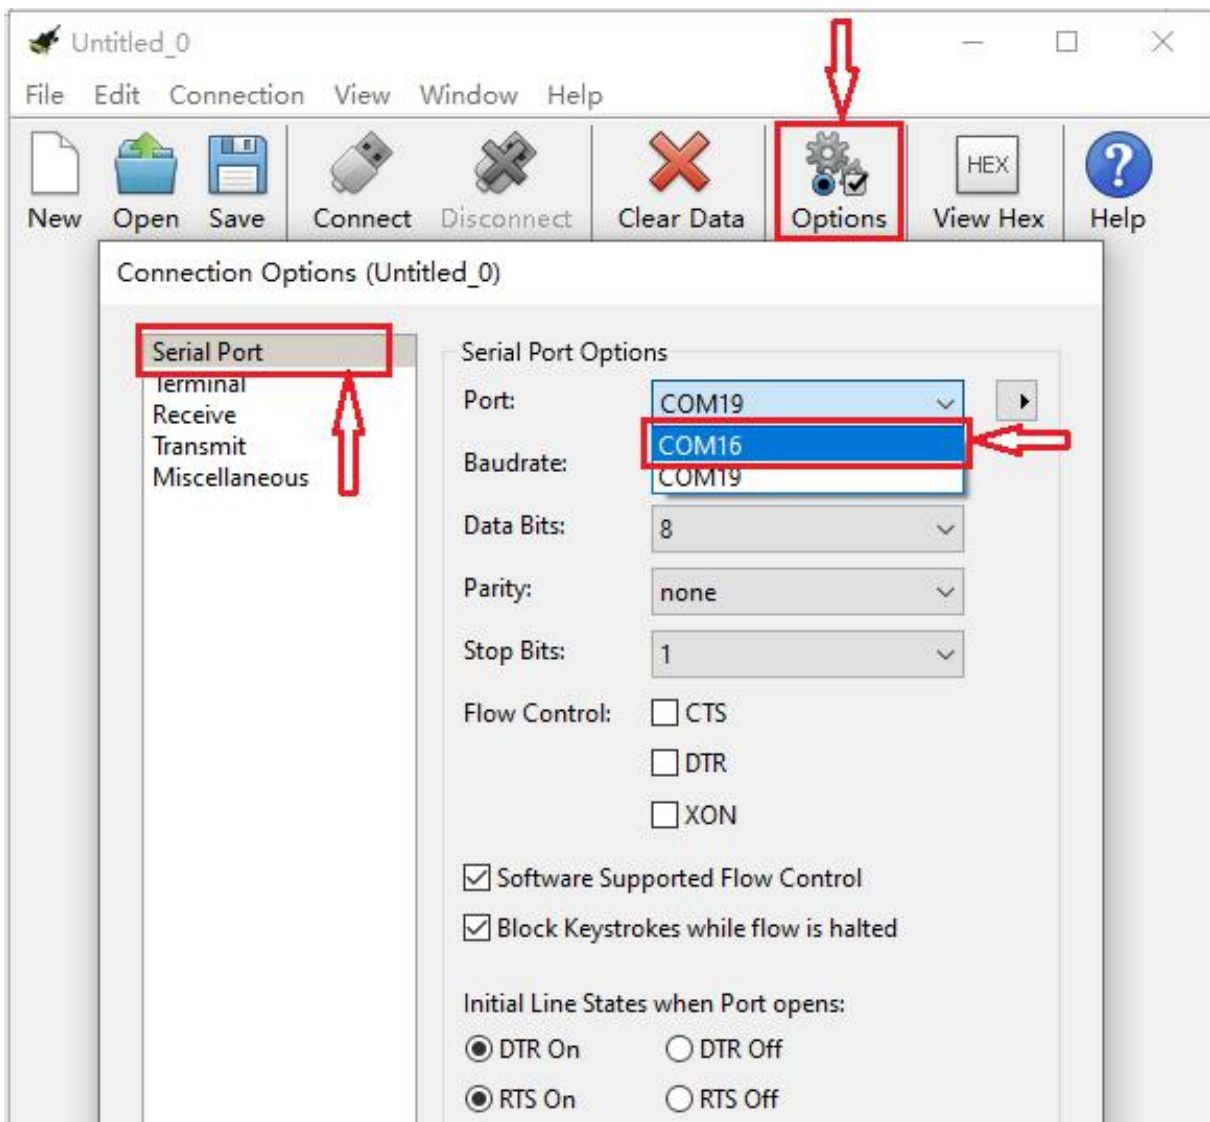 Untitled_0
File Edit Connection View Window Help
HEX
New Open Save Connect Disconnect Clear Data Options View Hex Help
Connection Options (Untitled_0)
Serial Port
Terminal
Receive
Transmit
Miscellaneous
Serial Port Options
Port: COM19
COM16
Baudrate:
COM19
Data Bits: 8
Parity: none
Stop Bits: 1
Flow Control: CTS
DTR
XON
Software Supported Flow Control
Block Keystrokes while flow is halted
Initial Line States when Port opens:
DTR On DTR Off
RTS On RTS Off